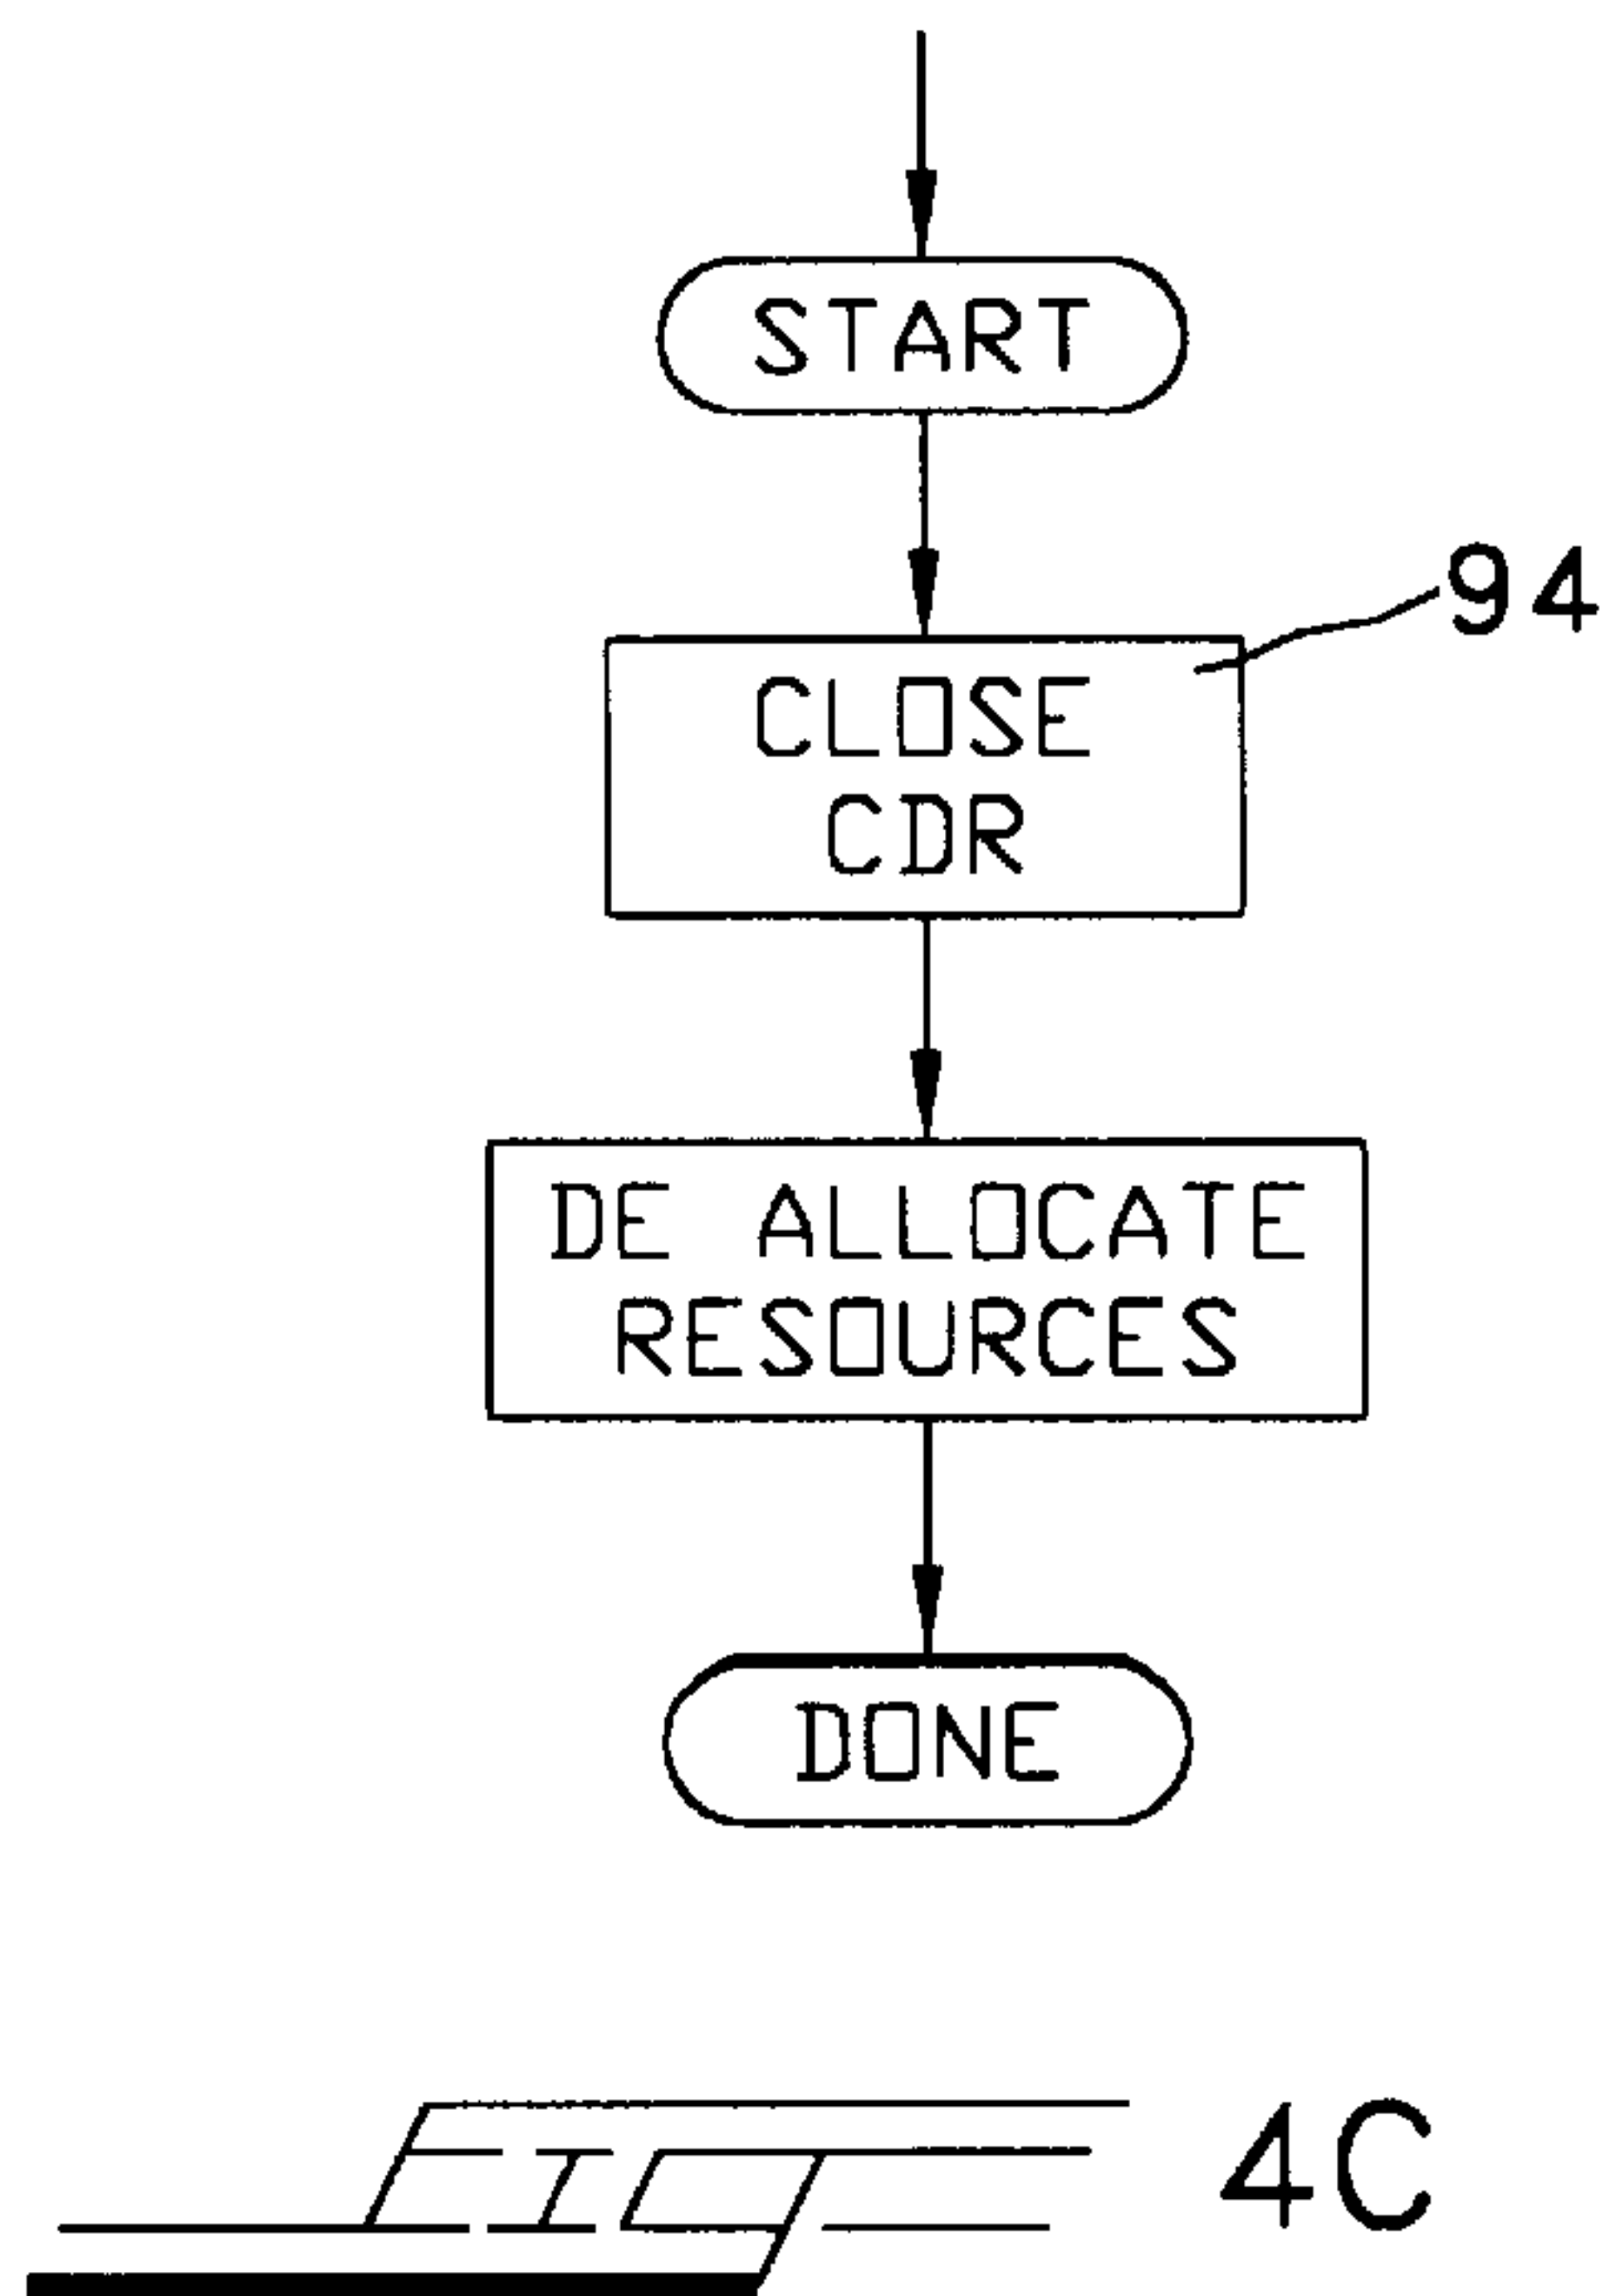 START
94
CLOSE
CDR
DE ALLOCATE
RESOURCES
DONE
FIG 4C